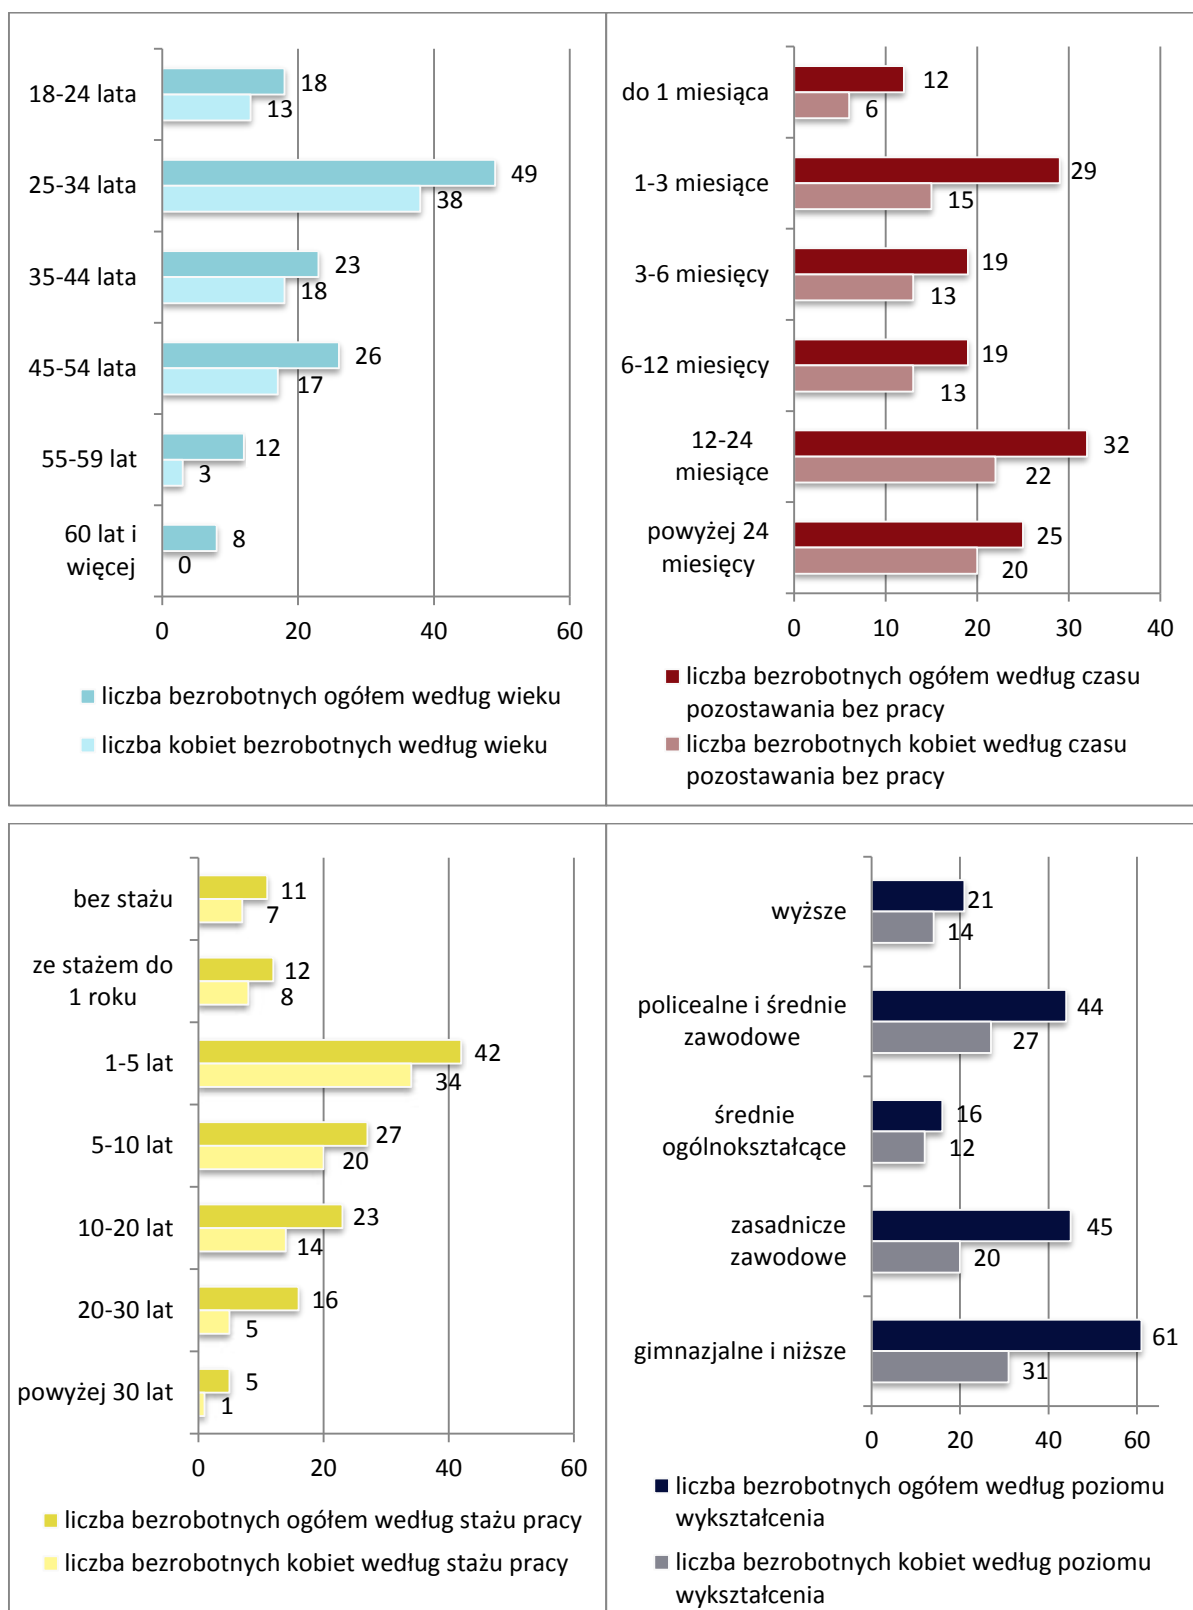 18-24 lata
18
13
25-34 lata
49
38
35-44 lata
23
18
45-54 lata
26
17
55-59 lat
12
3
60 lat i
więcej
8
0
0 20 40 60
liczba bezrobotnych ogółem według wieku
liczba kobiet bezrobotnych według wieku
do 1 miesiąca
12
6
1-3 miesiące
29
15
3-6 miesięcy
19
13
6-12 miesięcy
19
13
12-24
miesiące
32
22
powyżej 24
miesięcy
25
20
0 10 20 30 40
liczba bezrobotnych ogółem według czasu
pozostawania bez pracy
liczba bezrobotnych kobiet według czasu
pozostawania bez pracy
bez stażu
11
7
ze stażem do
1 roku
12
8
1-5 lat
42
34
5-10 lat
27
20
10-20 lat
23
14
20-30 lat
16
5
powyżej 30 lat
5
1
0 20 40 60
liczba bezrobotnych ogółem według stażu pracy
liczba bezrobotnych kobiet według stażu pracy
wyższe
21
14
policealne i średnie
zawodowe
44
27
średnie
ogólnokształcące
16
12
zasadnicze
zawodowe
45
20
gimnazjalne i niższe
61
31
0 20 40 60
liczba bezrobotnych ogółem według poziomu
wykształcenia
liczba bezrobotnych kobiet według poziomu
wykształcenia